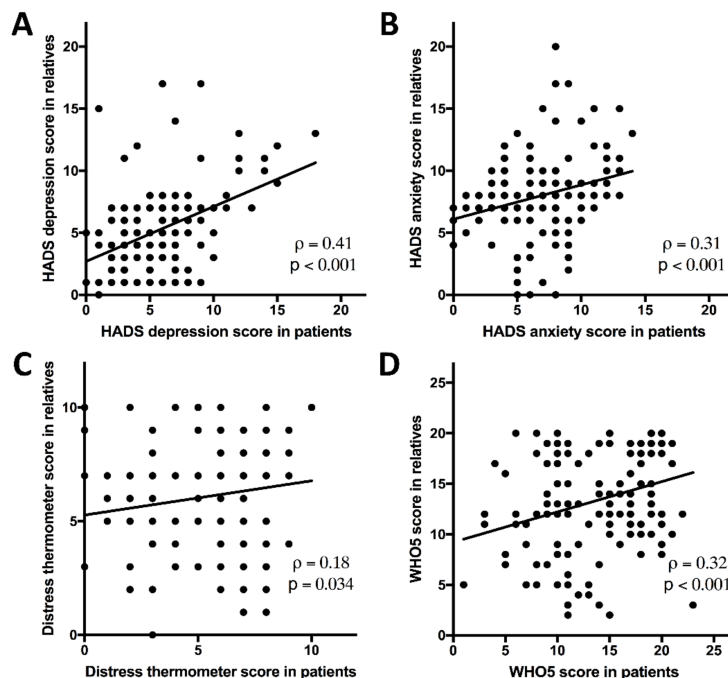 A
HADS depression score in relatives
20
15
10
5
0
0 5 10 15 20
ρ = 0.41
p < 0.001
HADS depression score in patients
B
HADS anxiety score in relatives
20
15
10
5
0
0 5 10 15 20
ρ = 0.31
p < 0.001
HADS anxiety score in patients
C
Distress thermometer score in relatives
10
5
0
0 5 10
ρ = 0.18
p = 0.034
Distress thermometer score in patients
D
WHO5 score in relatives
25
20
15
10
5
0
0 5 10 15 20 25
ρ = 0.32
p < 0.001
WHO5 score in patients